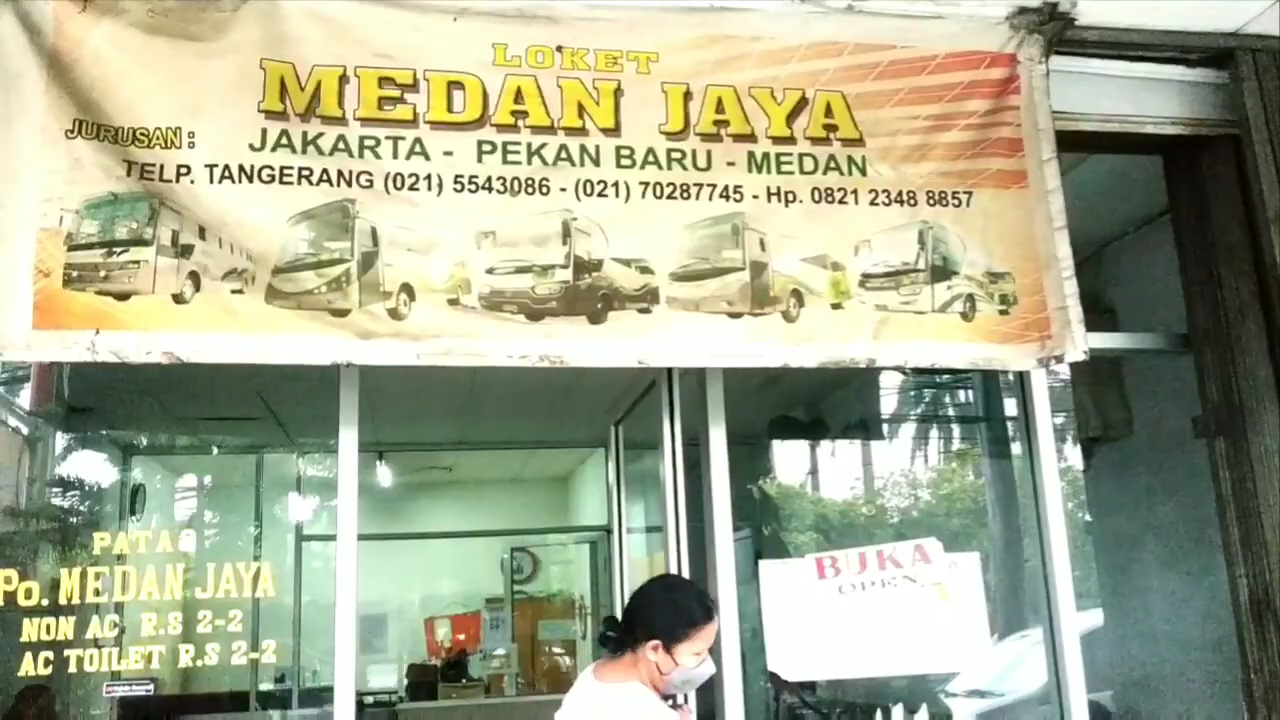 LOKET
MEDAN JAYA
JURUSAN : JAKARTA - PEKAN BARU - MEDAN
TELP. TANGERANG (021) 5543086 - (021) 70287745 - Hp. 0821 2348 8857
PATAS
Po. MEDAN JAYA
NON AC R.S 2-2
AC TOILET R.S 2-2
BUKA
OPEN